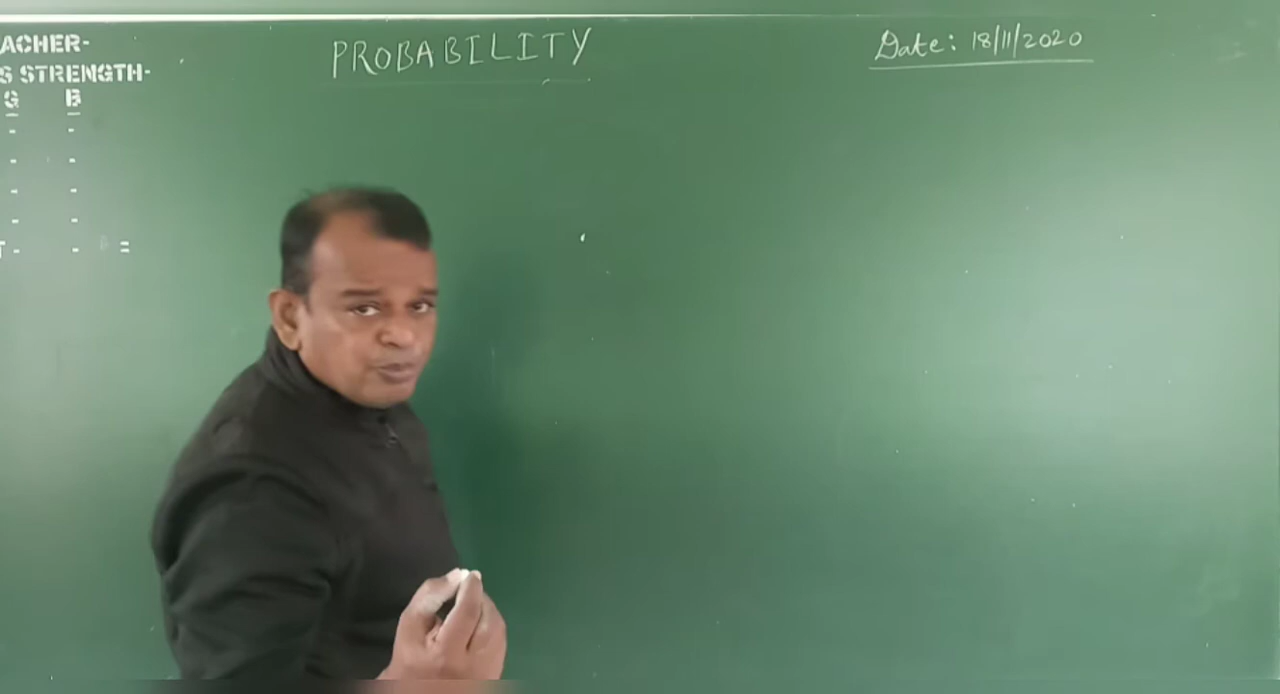 ACHER-
S STRENGTH-
G B
- -
- -
- -
- -
T- - =
PROBABILITY
Date: 18/11/2020